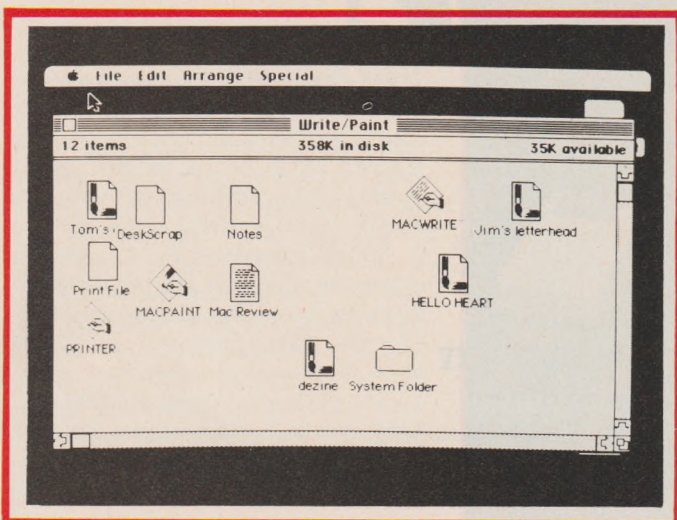 File Edit Arrange Special
Write/Paint
12 items 358K in disk 35K available
Tom's DeskScrap Notes MACWRITE Jim's letterhead
Print File MACPAINT Mac Review HELLO HEART
PRINTER
dezine System Folder